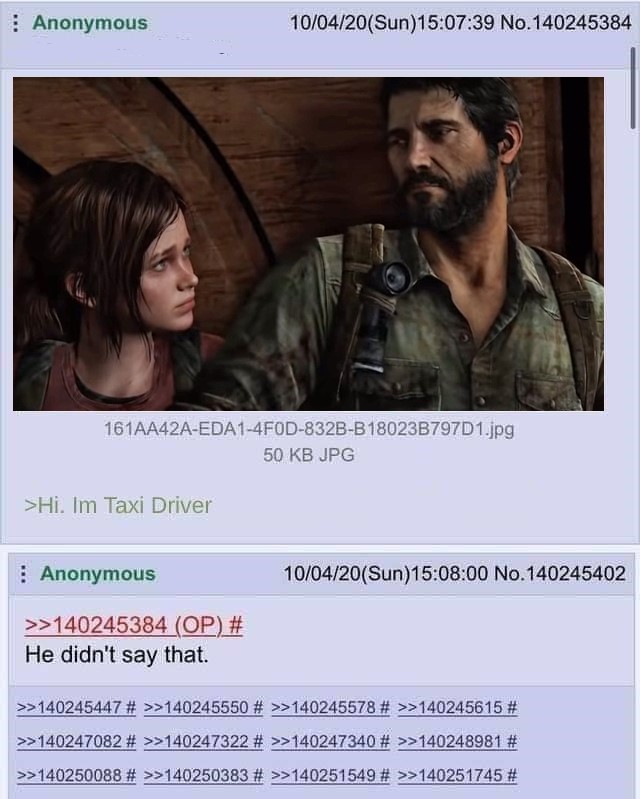 Anonymous 10/04/20(Sun)15:07:39 No.140245384
161AA42A-EDA1-4F0D-832B-B18023B797D1.jpg
50 KB JPG
>Hi. Im Taxi Driver
Anonymous 10/04/20(Sun)15:08:00 No.140245402
>>140245384 (OP) #
He didn't say that.
>>140245447 # >>140245550 # >>140245578 # >>140245615 #
>>140247082 # >>140247322 # >>140247340 # >>140248981 #
>>140250088 # >>140250383 # >>140251549 # >>140251745 #